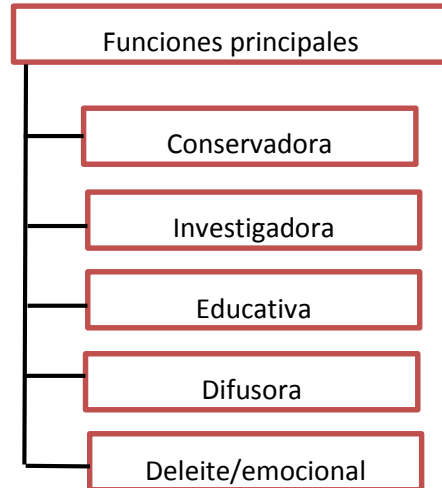 Funciones principales
Conservadora
Investigadora
Educativa
Difusora
Deleite/emocional